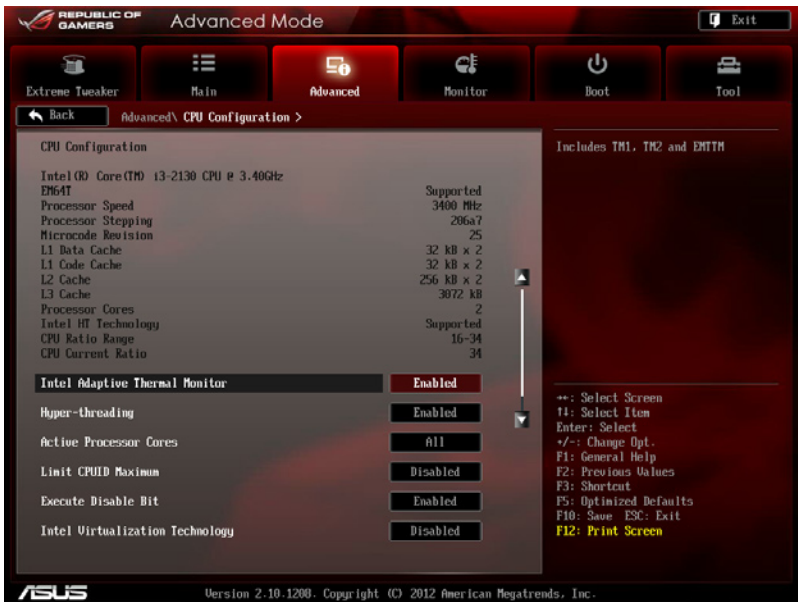 REPUBLIC OF GAMERS
Advanced Mode
Exit
Extreme Tweaker
Main
Advanced
Monitor
Boot
Tool
Back
Advanced\ CPU Configuration >
CPU Configuration
Intel(R) Core(TM) i3-2130 CPU @ 3.40GHz
EM64T Supported
Processor Speed 3400 MHz
Processor Stepping 206a7
Microcode Revision 25
L1 Data Cache 32 kB x 2
L1 Code Cache 32 kB x 2
L2 Cache 256 kB x 2
L3 Cache 3072 kB
Processor Cores 2
Intel HT Technology Supported
CPU Ratio Range 16-34
CPU Current Ratio 34
Intel Adaptive Thermal Monitor Enabled
Hyper-threading Enabled
Active Processor Cores All
Limit CPUID Maximum Disabled
Execute Disable Bit Enabled
Intel Virtualization Technology Disabled
Includes TM1, TM2 and EMTTM
→←: Select Screen
↑↓: Select Item
Enter: Select
+/-: Change Opt.
F1: General Help
F2: Previous Values
F3: Shortcut
F5: Optimized Defaults
F10: Save ESC: Exit
F12: Print Screen
ASUS
Version 2.10.1208. Copyright (C) 2012 American Megatrends, Inc.